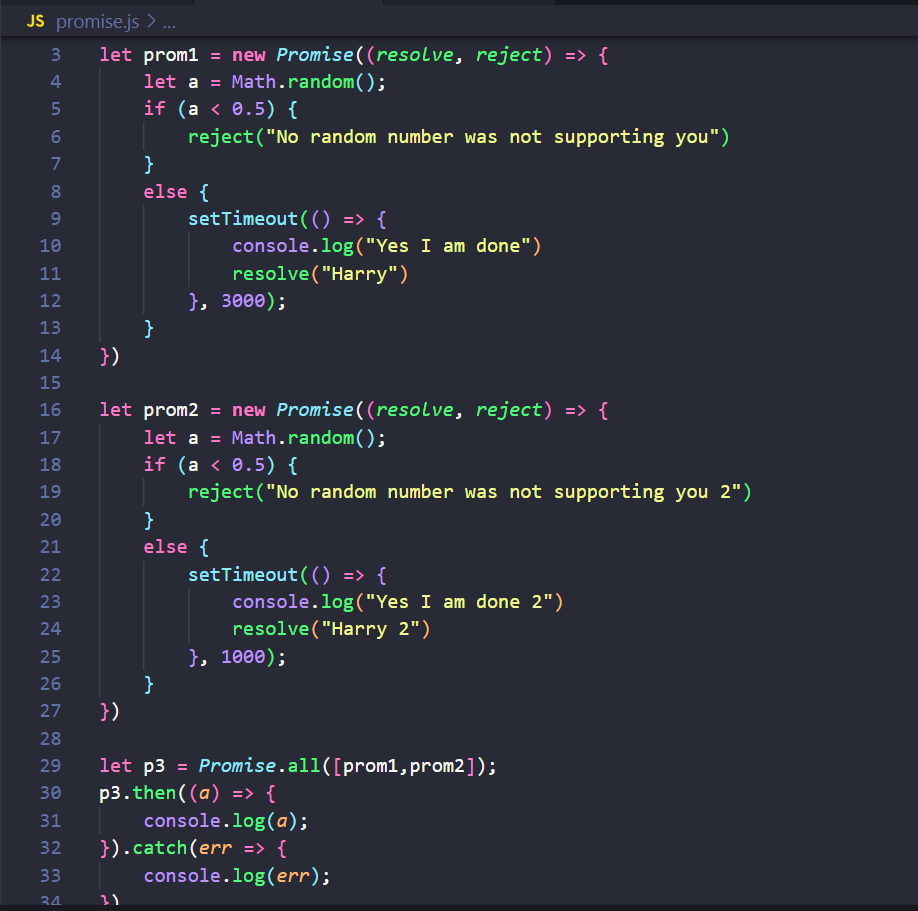 JS promise.js > ...
3 let prom1 = new Promise((resolve, reject) => {
4     let a = Math.random();
5     if (a < 0.5) {
6         reject("No random number was not supporting you")
7     }
8     else {
9         setTimeout(() => {
10             console.log("Yes I am done")
11             resolve("Harry")
12         }, 3000);
13     }
14 })
15
16 let prom2 = new Promise((resolve, reject) => {
17     let a = Math.random();
18     if (a < 0.5) {
19         reject("No random number was not supporting you 2")
20     }
21     else {
22         setTimeout(() => {
23             console.log("Yes I am done 2")
24             resolve("Harry 2")
25         }, 1000);
26     }
27 })
28
29 let p3 = Promise.all([prom1,prom2]);
30 p3.then((a) => {
31     console.log(a);
32 }).catch(err => {
33     console.log(err);
34 })